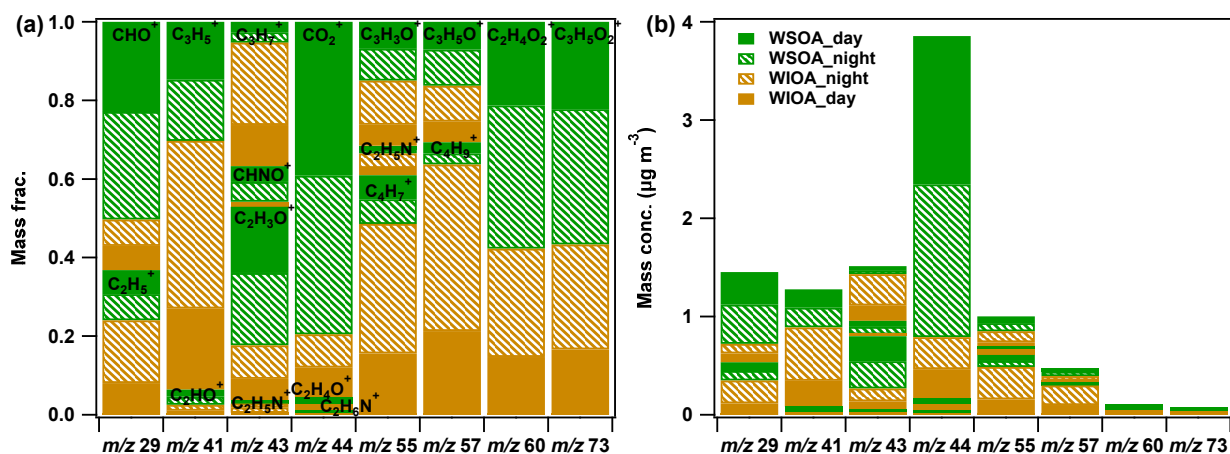 (a)
Mass frac.
1.0
0.8
0.6
0.4
0.2
0.0
CHO+
C3H5+
C3H7+
CO2+
C3H3O+
C3H5O+
C2H4O2+
C3H5O2+
C2H5N+
C4H9+
CHNO+
C4H7+
C2H3O+
C2H5+
C2HO+
C2H5N+
C2H4O+
C2H6N+
m/z 29 m/z 41 m/z 43 m/z 44 m/z 55 m/z 57 m/z 60 m/z 73
(b)
Mass conc. (µg m-3)
4
3
2
1
0
WSOA_day
WSOA_night
WIOA_night
WIOA_day
m/z 29 m/z 41 m/z 43 m/z 44 m/z 55 m/z 57 m/z 60 m/z 73